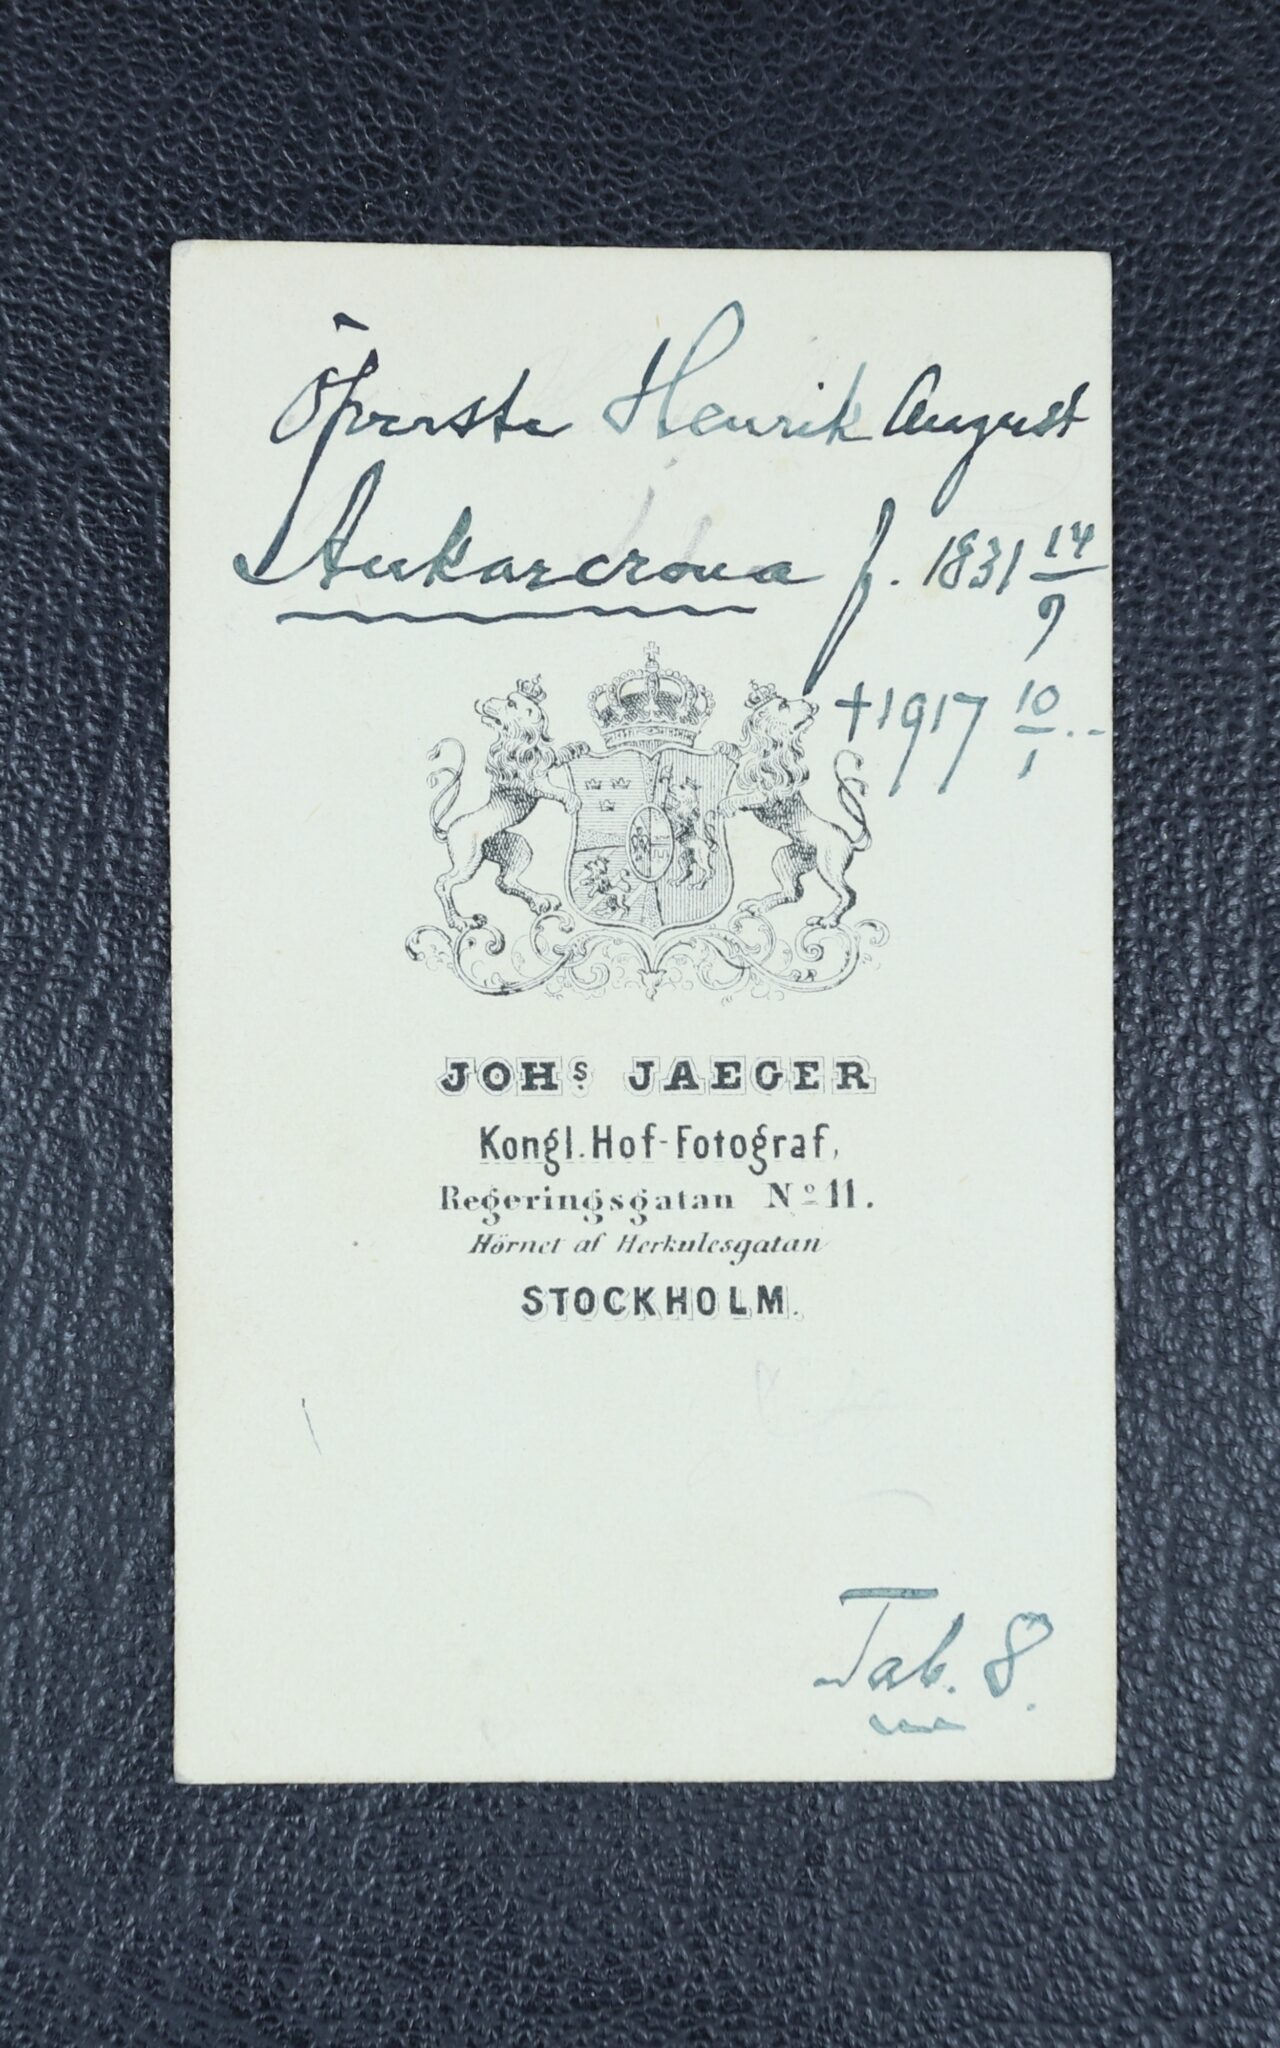 Överste Henrik August
Ankarcrona f. 1831 14/9
+ 1917 10/1
JOHS. JAEGER
Kongl. Hof-Fotograf,
Regeringsgatan No 11.
Hörnet af Herkulesgatan
STOCKHOLM.
Tab. 8.